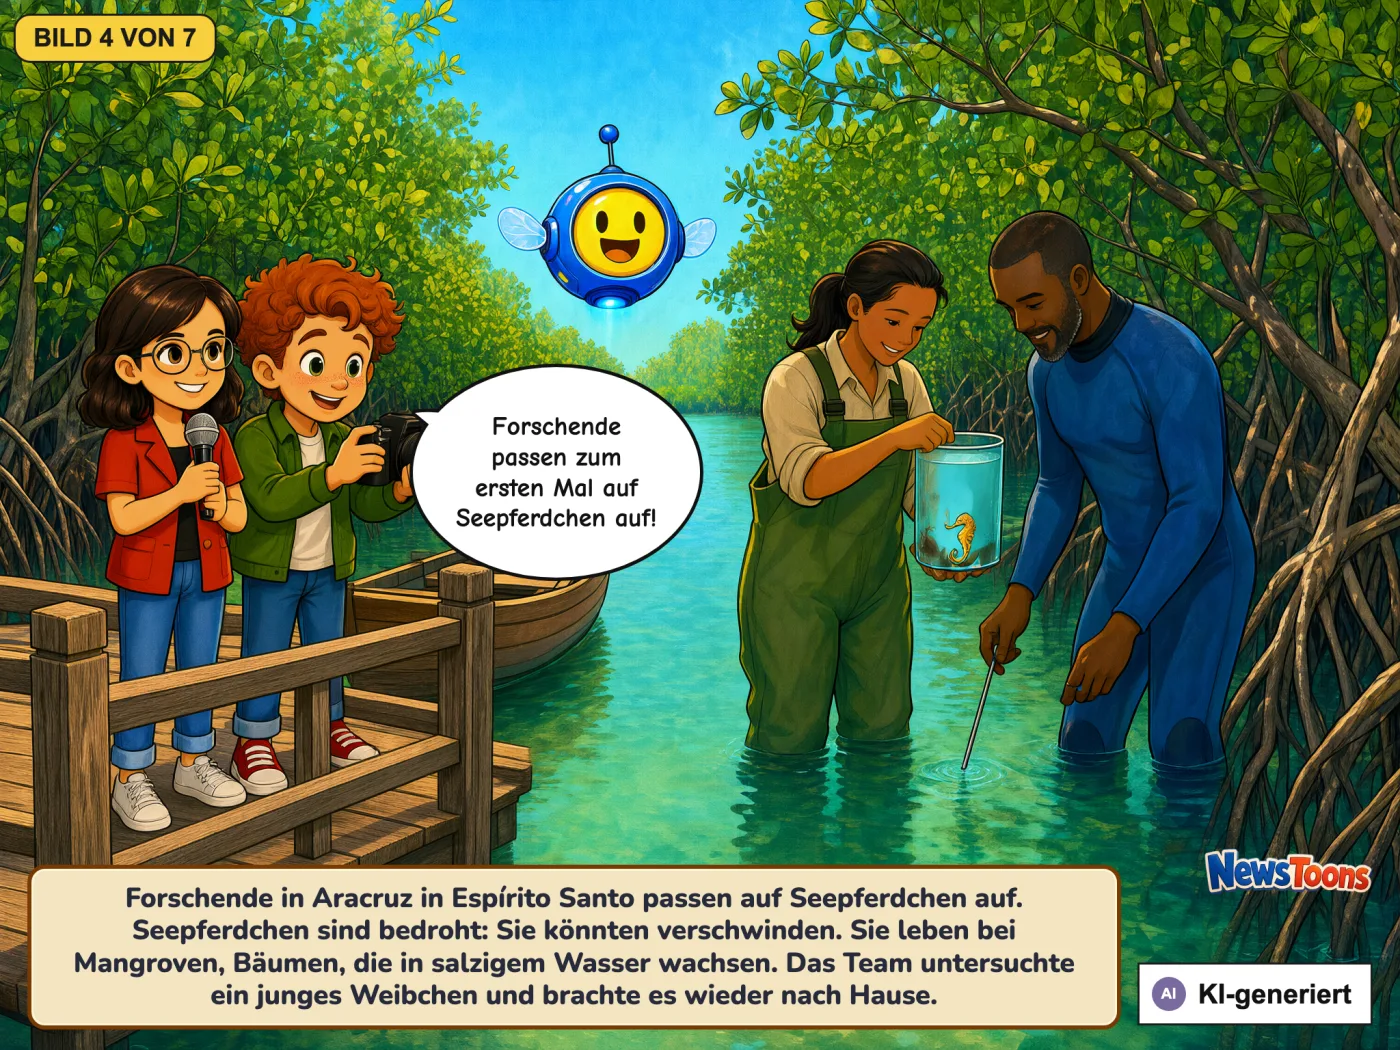 BILD 4 VON 7
Forschende
passen zum
ersten Mal auf
Seepferdchen auf!
Forschende in Aracruz in Espírito Santo passen auf Seepferdchen auf.
Seepferdchen sind bedroht: Sie könnten verschwinden. Sie leben bei
Mangroven, Bäumen, die in salzigem Wasser wachsen. Das Team untersuchte
ein junges Weibchen und brachte es wieder nach Hause.
NewsToons
AI KI-generiert